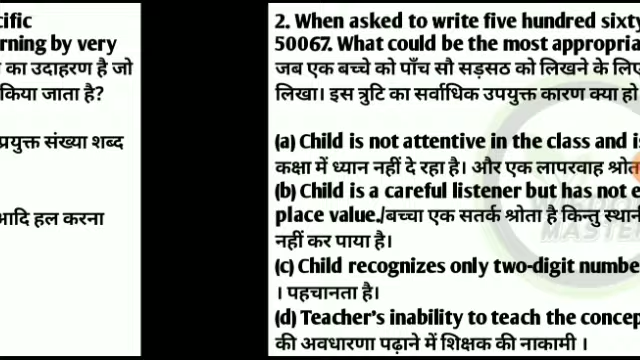 cific
rning by very
का उदाहरण है जो
किया जाता है?
प्रयुक्त संख्या शब्द
आदि हल करना
2. When asked to write five hundred sixty
50067. What could be the most appropria
जब एक बच्चे को पाँच सौ सड़सठ को लिखने के लिए
लिखा। इस त्रुटि का सर्वाधिक उपयुक्त कारण क्या हो
(a) Child is not attentive in the class and i
कक्षा में ध्यान नहीं दे रहा है। और एक लापरवाह श्रोत
(b) Child is a careful listener but has not e
place value./बच्चा एक सतर्क श्रोता है किन्तु स्थानी
नहीं कर पाया है।
(c) Child recognizes only two-digit numbe
। पहचानता है।
(d) Teacher's inability to teach the concep
की अवधारणा पढ़ाने में शिक्षक की नाकामी ।
MASTER